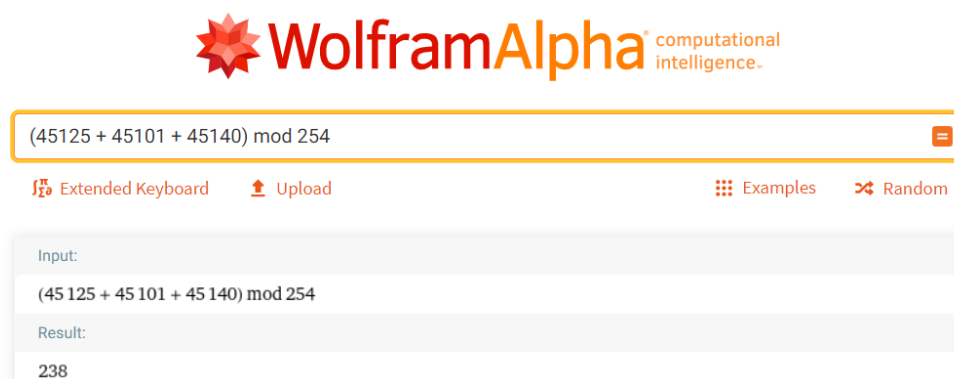 WolframAlpha computational intelligence.
(45125 + 45101 + 45140) mod 254
Extended Keyboard Upload Examples Random
Input:
(45 125 + 45 101 + 45 140) mod 254
Result:
238